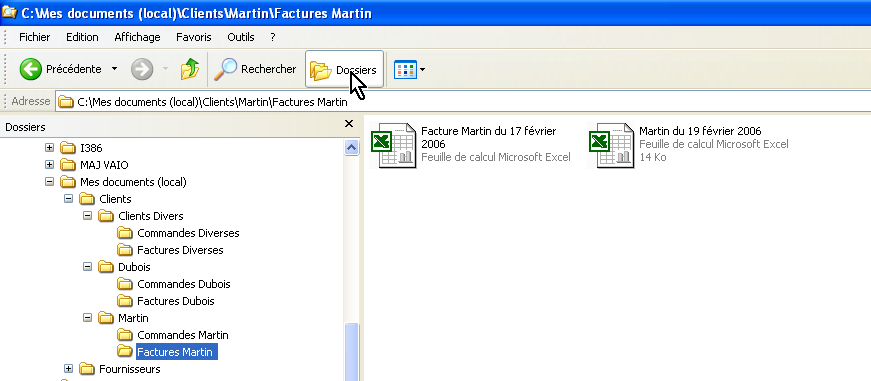 C:\Mes documents (local)\Clients\Martin\Factures Martin
Fichier Edition Affichage Favoris Outils ?
Précédente Rechercher Dossiers
Adresse C:\Mes documents (local)\Clients\Martin\Factures Martin
Dossiers
I386
MAJ VAIO
Mes documents (local)
Clients
Clients Divers
Commandes Diverses
Factures Diverses
Dubois
Commandes Dubois
Factures Dubois
Martin
Commandes Martin
Factures Martin
Fournisseurs
Facture Martin du 17 février
2006
Feuille de calcul Microsoft Excel
Martin du 19 février 2006
Feuille de calcul Microsoft Excel
14 Ko